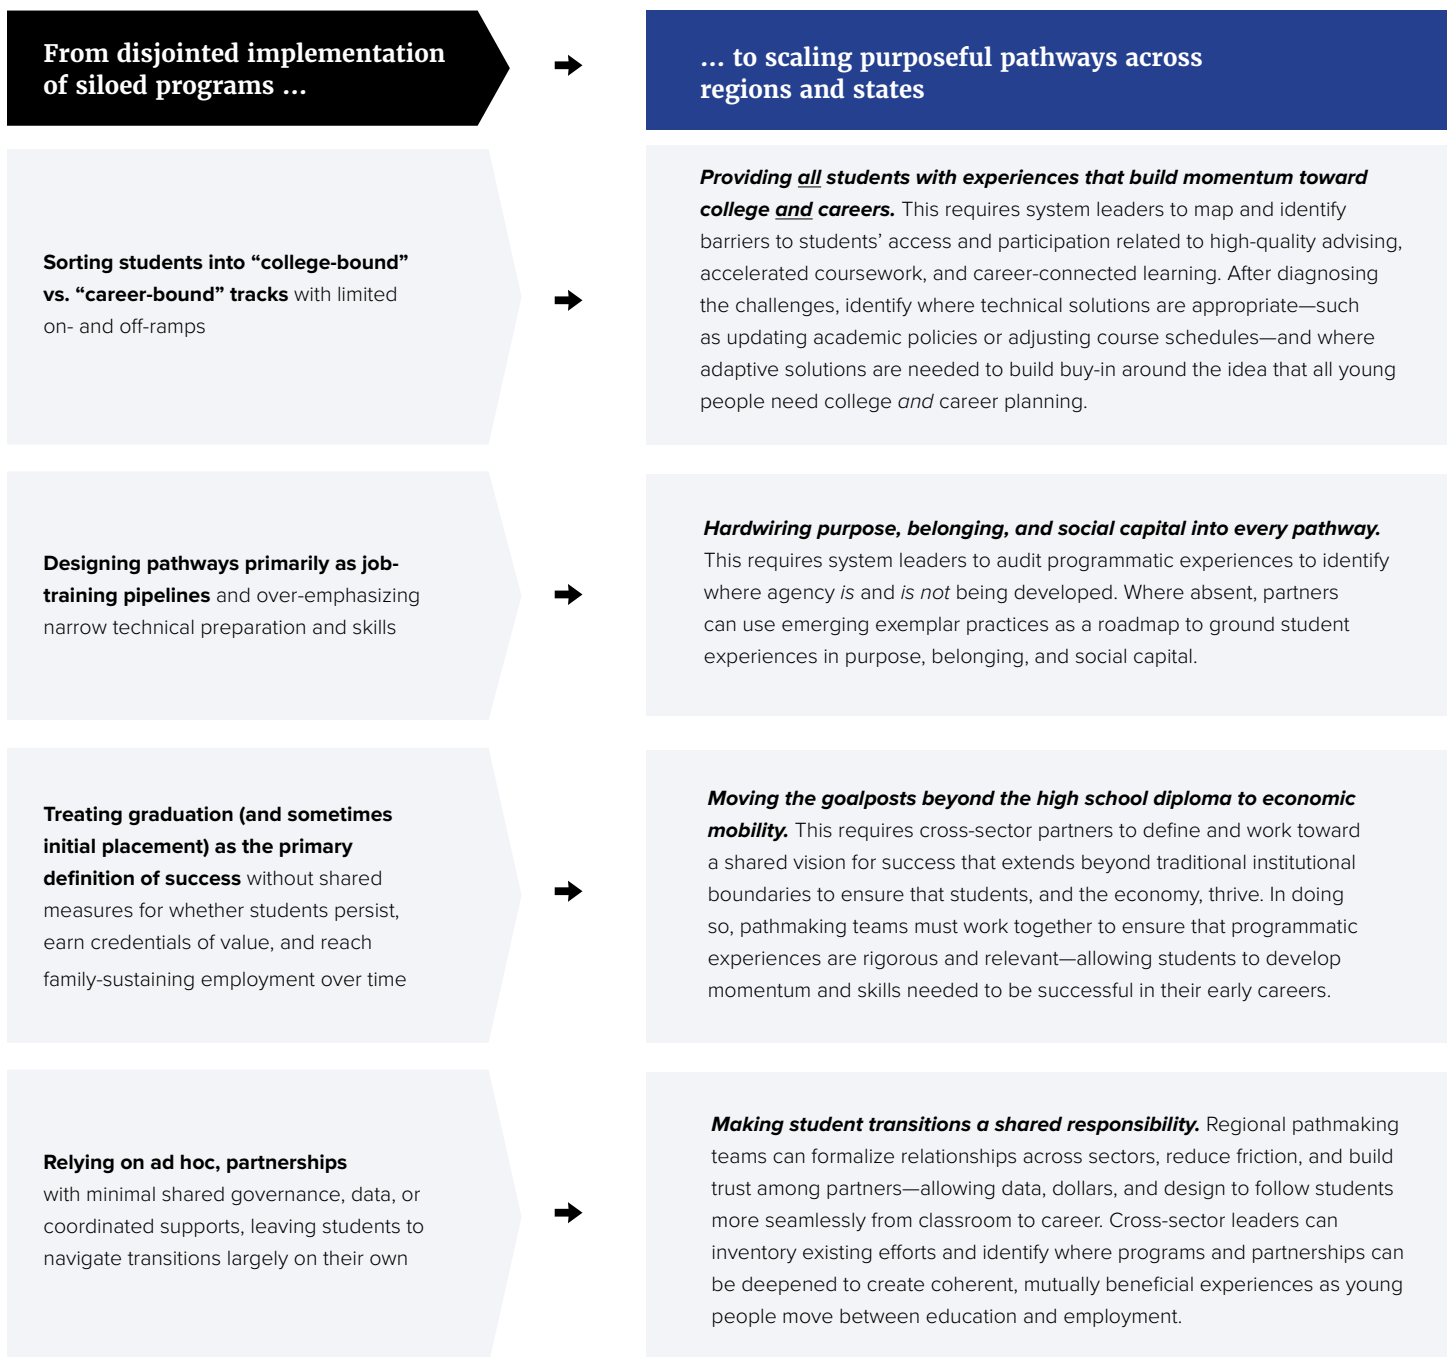 From disjointed implementation
of siloed programs ...
... to scaling purposeful pathways across
regions and states
Sorting students into “college-bound”
vs. “career-bound” tracks with limited
on- and off-ramps
Providing all students with experiences that build momentum toward
college and careers. This requires system leaders to map and identify
barriers to students’ access and participation related to high-quality advising,
accelerated coursework, and career-connected learning. After diagnosing
the challenges, identify where technical solutions are appropriate—such
as updating academic policies or adjusting course schedules—and where
adaptive solutions are needed to build buy-in around the idea that all young
people need college and career planning.
Designing pathways primarily as job-
training pipelines and over-emphasizing
narrow technical preparation and skills
Hardwiring purpose, belonging, and social capital into every pathway.
This requires system leaders to audit programmatic experiences to identify
where agency is and is not being developed. Where absent, partners
can use emerging exemplar practices as a roadmap to ground student
experiences in purpose, belonging, and social capital.
Treating graduation (and sometimes
initial placement) as the primary
definition of success without shared
measures for whether students persist,
earn credentials of value, and reach
family-sustaining employment over time
Moving the goalposts beyond the high school diploma to economic
mobility. This requires cross-sector partners to define and work toward
a shared vision for success that extends beyond traditional institutional
boundaries to ensure that students, and the economy, thrive. In doing
so, pathmaking teams must work together to ensure that programmatic
experiences are rigorous and relevant—allowing students to develop
momentum and skills needed to be successful in their early careers.
Relying on ad hoc, partnerships
with minimal shared governance, data, or
coordinated supports, leaving students to
navigate transitions largely on their own
Making student transitions a shared responsibility. Regional pathmaking
teams can formalize relationships across sectors, reduce friction, and build
trust among partners—allowing data, dollars, and design to follow students
more seamlessly from classroom to career. Cross-sector leaders can
inventory existing efforts and identify where programs and partnerships can
be deepened to create coherent, mutually beneficial experiences as young
people move between education and employment.